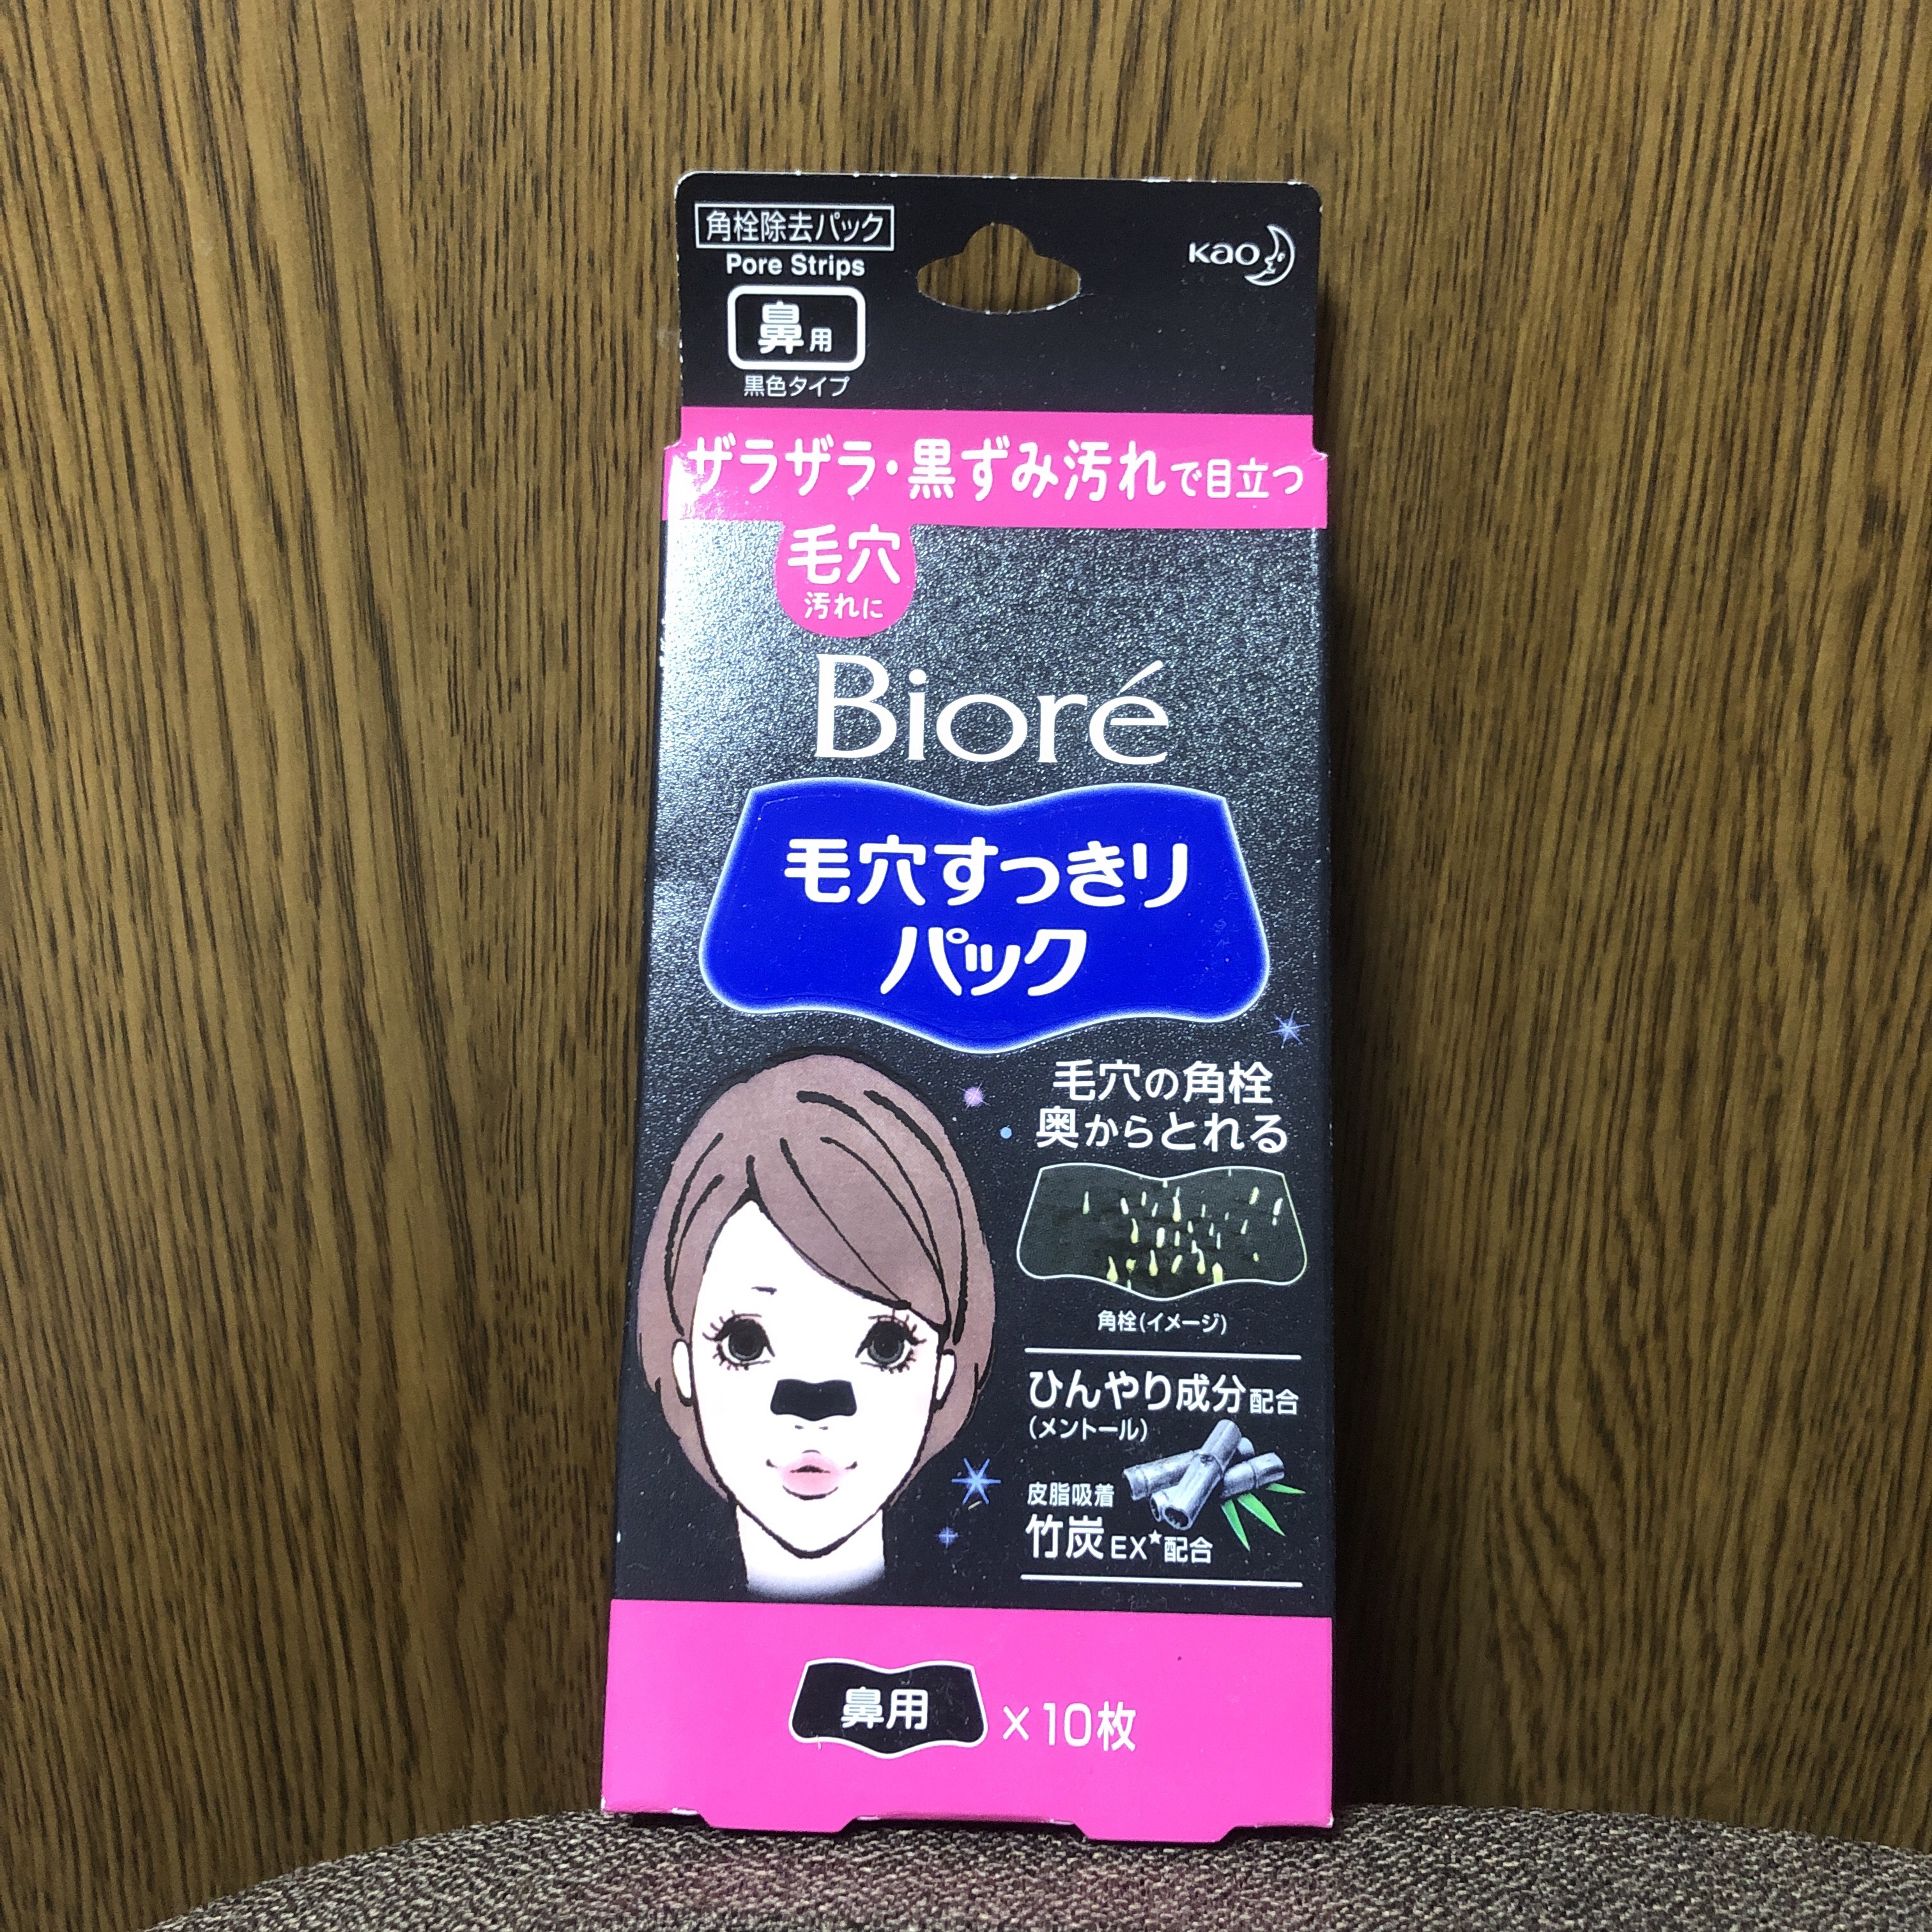 角栓除去パック
Pore Strips
鼻用
黒色タイプ
Kao
ザラザラ・黒ずみ汚れで目立つ
毛穴
汚れに
Bioré
毛穴すっきり
パック
毛穴の角栓
奥からとれる
角栓(イメージ)
ひんやり成分配合
(メントール)
皮脂吸着
竹炭EX★配合
鼻用 ×10枚